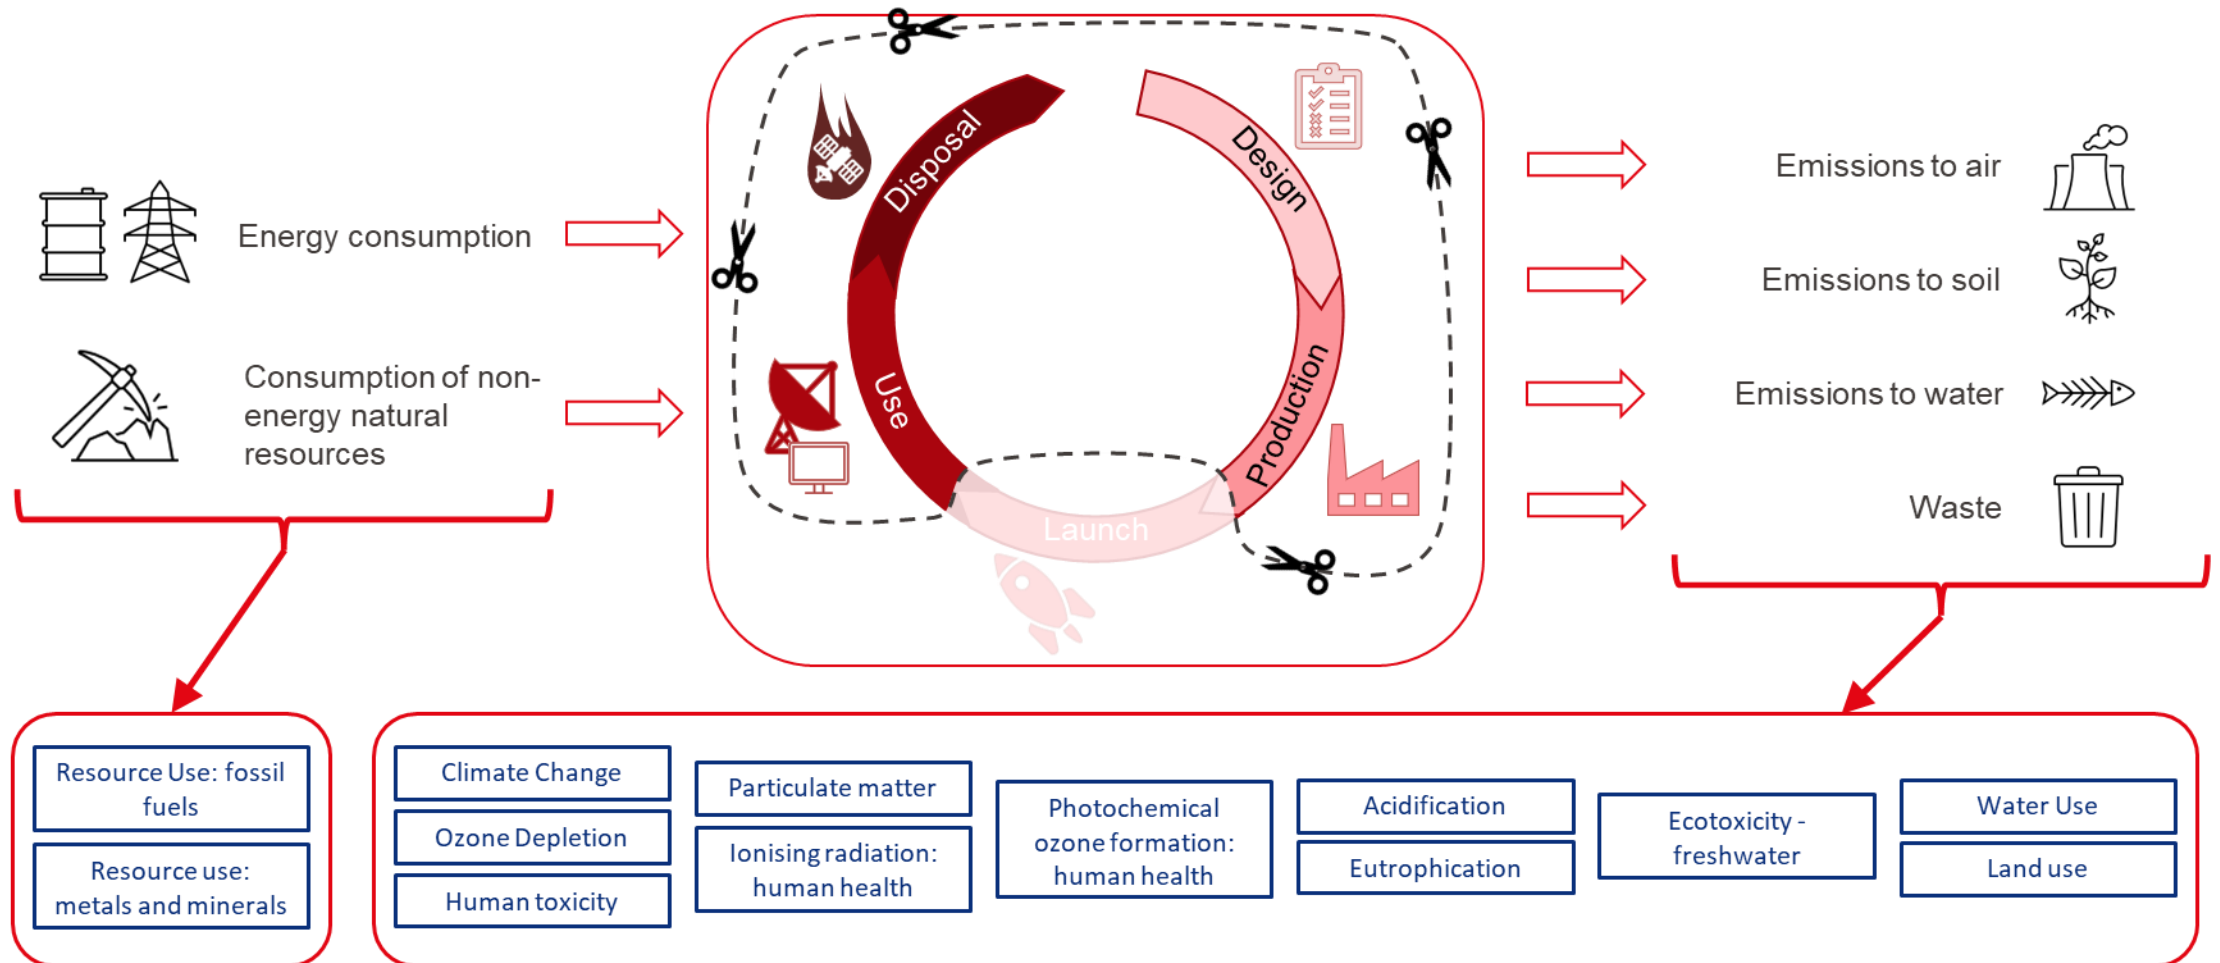 Energy consumption
Consumption of non-
energy natural
resources
Disposal
Design
Use
Production
Launch
Emissions to air
Emissions to soil
Emissions to water
Waste
Resource Use: fossil
fuels
Resource use:
metals and minerals
Climate Change
Ozone Depletion
Human toxicity
Particulate matter
Ionising radiation:
human health
Photochemical
ozone formation:
human health
Acidification
Eutrophication
Ecotoxicity -
freshwater
Water Use
Land use